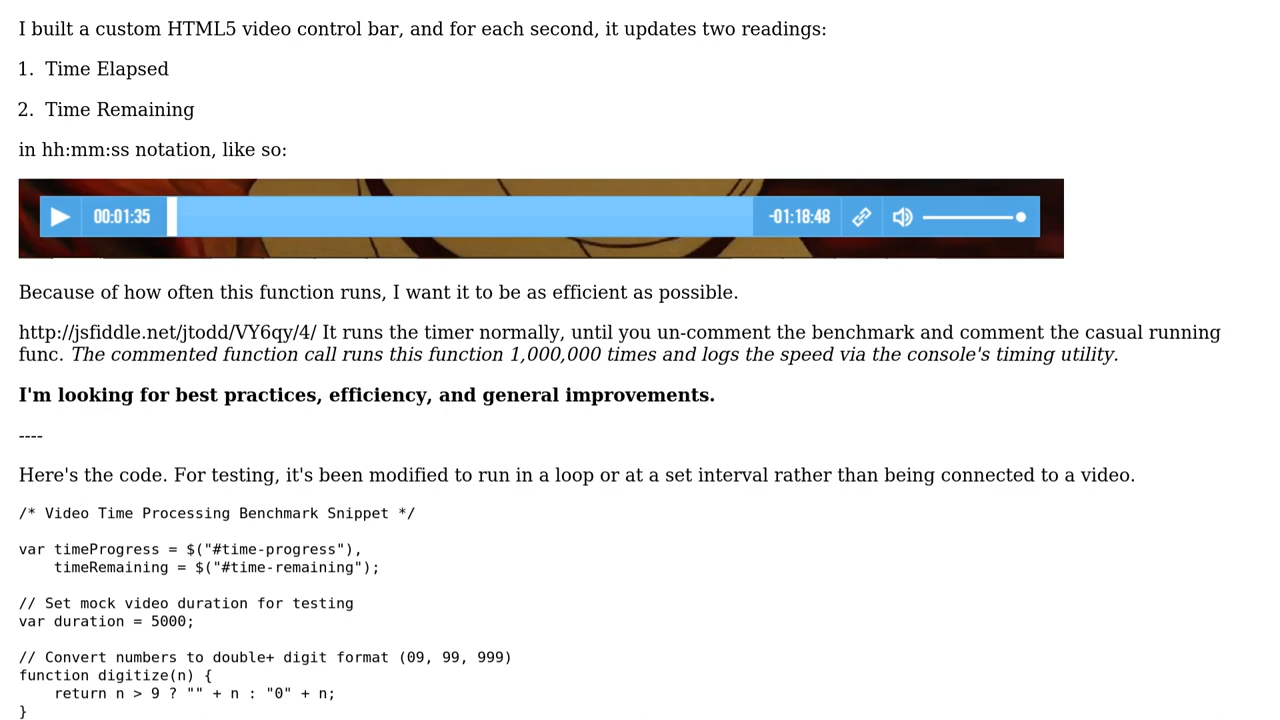 I built a custom HTML5 video control bar, and for each second, it updates two readings:
1. Time Elapsed
2. Time Remaining
in hh:mm:ss notation, like so:
00:01:35 -01:18:48
Because of how often this function runs, I want it to be as efficient as possible.
http://jsfiddle.net/jtodd/VY6qy/4/ It runs the timer normally, until you un-comment the benchmark and comment the casual running
func. The commented function call runs this function 1,000,000 times and logs the speed via the console's timing utility.
I'm looking for best practices, efficiency, and general improvements.
----
Here's the code. For testing, it's been modified to run in a loop or at a set interval rather than being connected to a video.
/* Video Time Processing Benchmark Snippet */
var timeProgress = $("#time-progress"),
    timeRemaining = $("#time-remaining");
// Set mock video duration for testing
var duration = 5000;
// Convert numbers to double+ digit format (09, 99, 999)
function digitize(n) {
    return n > 9 ? "" + n : "0" + n;
}